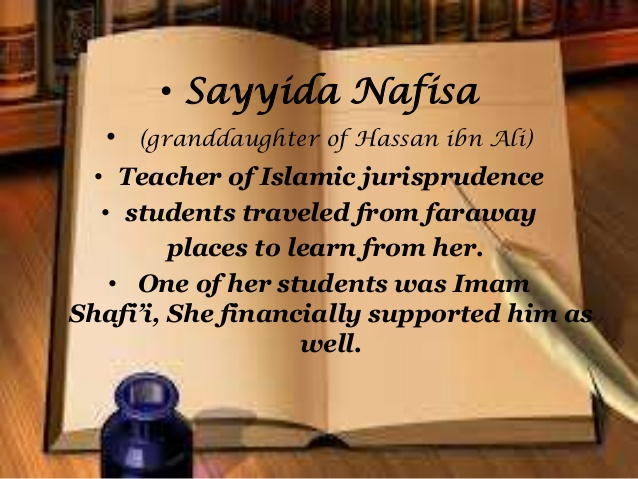 • Sayyida Nafisa
• (granddaughter of Hassan ibn Ali)
• Teacher of Islamic jurisprudence
• students traveled from faraway
places to learn from her.
• One of her students was Imam
Shafi’i, She financially supported him as
well.